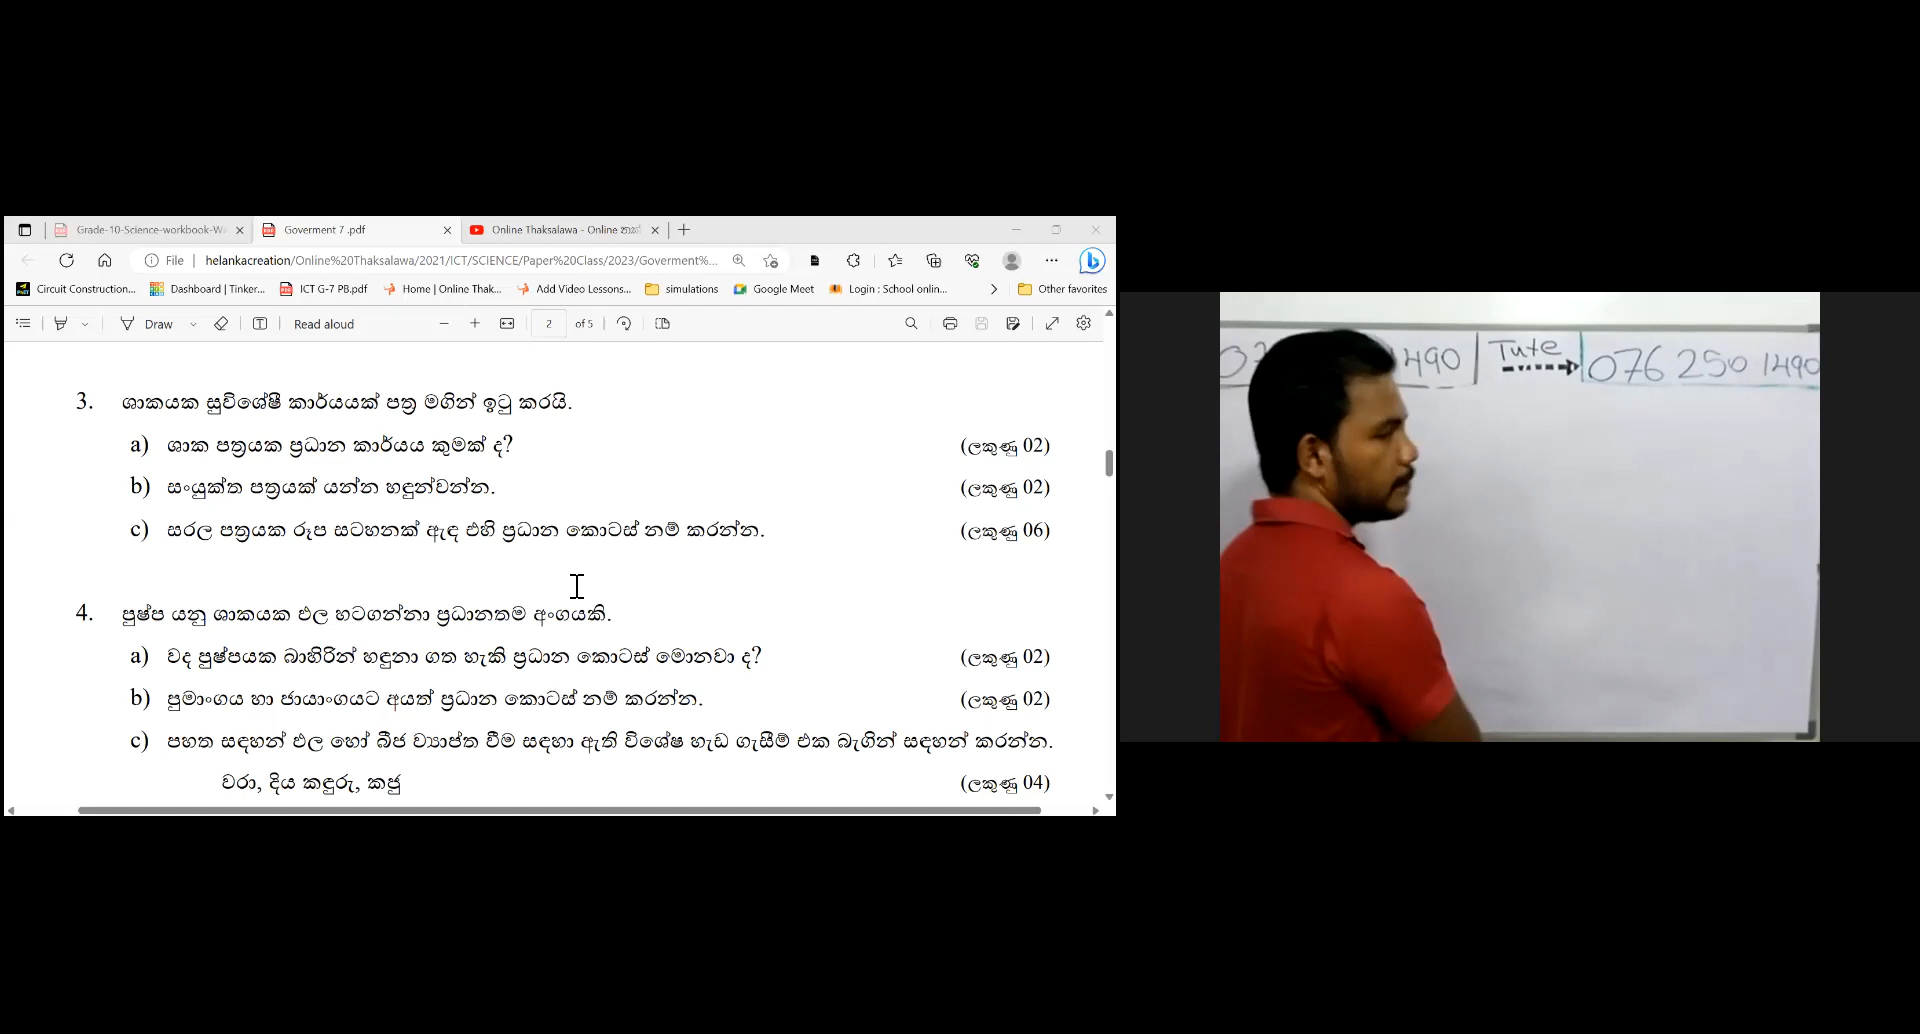 Grade-10-Science-workbook-W
Goverment 7 .pdf
Online Thaksalawa - Online
File
helankacreation/Online%20Thaksalawa/2021/ICT/SCIENCE/Paper%20Class/2023/Goverment%...
Circuit Construction...
Dashboard | Tinker...
ICT G-7 PB.pdf
Home | Online Thak...
Add Video Lessons...
simulations
Google Meet
Login : School onlin...
Other favorites
Draw
Read aloud
2 of 5
3. ශාකයක සුවිශේෂී කාර්යයක් පත්‍ර මගින් ඉටු කරයි.
a) ශාක පත්‍රයක ප්‍රධාන කාර්යය කුමක් ද? (ලකුණු 02)
b) සංයුක්ත පත්‍රයක් යන්න හඳුන්වන්න. (ලකුණු 02)
c) සරල පත්‍රයක රූප සටහනක් ඇඳ එහි ප්‍රධාන කොටස් නම් කරන්න. (ලකුණු 06)
4. පුෂ්ප යනු ශාකයක ඵල හටගන්නා ප්‍රධානතම අංගයකි.
a) වද පුෂ්පයක බාහිරින් හඳුනා ගත හැකි ප්‍රධාන කොටස් මොනවා ද? (ලකුණු 02)
b) පුමාංගය හා ජායාංගයට අයත් ප්‍රධාන කොටස් නම් කරන්න. (ලකුණු 02)
c) පහත සඳහන් ඵල හෝ බීජ ව්‍යාප්ත වීම සඳහා ඇති විශේෂ හැඩ ගැසීම් එක බැගින් සඳහන් කරන්න.
වරා, දිය කඳුරු, කජු (ලකුණු 04)
490 Tute 076 250 1490